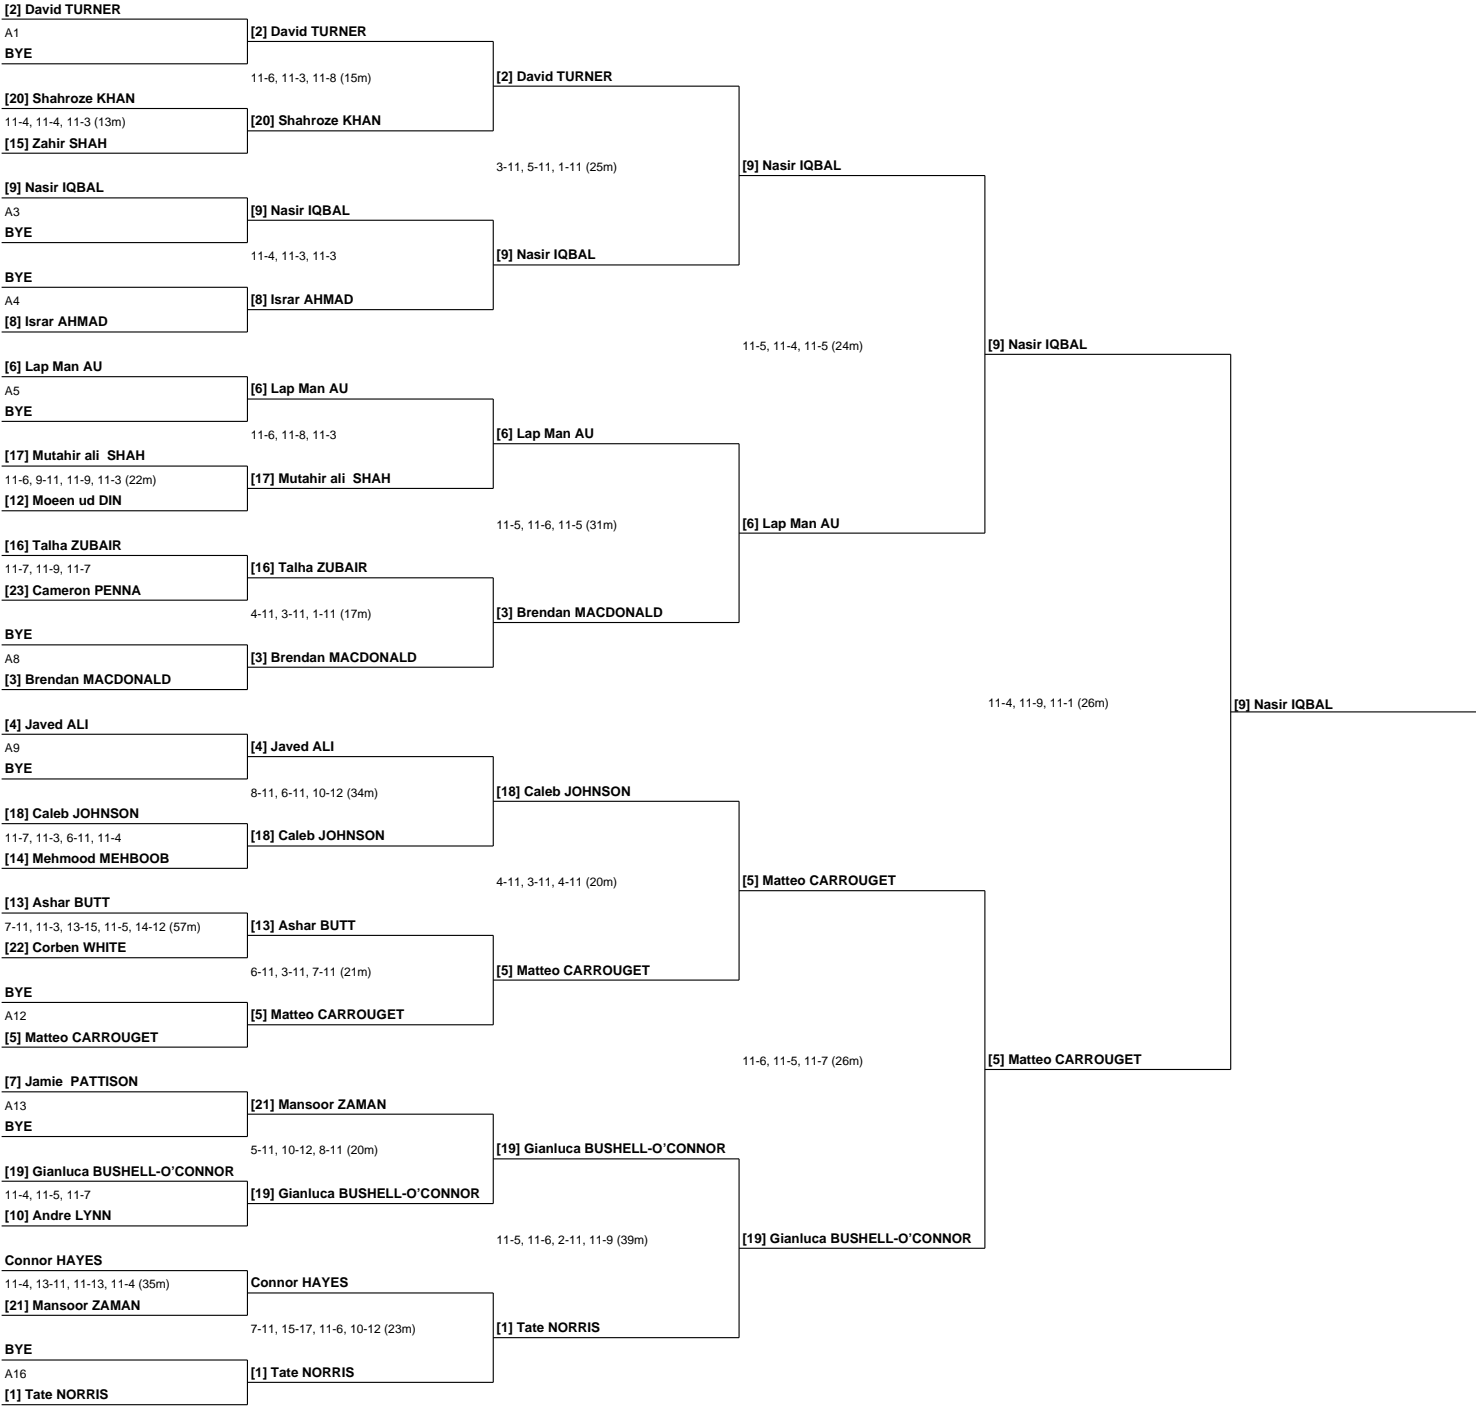 [2] David TURNER
A1
BYE
[20] Shahroze KHAN
11-4, 11-4, 11-3 (13m)
[15] Zahir SHAH
[9] Nasir IQBAL
A3
BYE
BYE
A4
[8] Israr AHMAD
[6] Lap Man AU
A5
BYE
[17] Mutahir ali  SHAH
11-6, 9-11, 11-9, 11-3 (22m)
[12] Moeen ud DIN
[16] Talha ZUBAIR
11-7, 11-9, 11-7
[23] Cameron PENNA
BYE
A8
[3] Brendan MACDONALD
[4] Javed ALI
A9
BYE
[18] Caleb JOHNSON
11-7, 11-3, 6-11, 11-4
[14] Mehmood MEHBOOB
[13] Ashar BUTT
7-11, 11-3, 13-15, 11-5, 14-12 (57m)
[22] Corben WHITE
BYE
A12
[5] Matteo CARROUGET
[7] Jamie  PATTISON
A13
BYE
[19] Gianluca BUSHELL-O'CONNOR
11-4, 11-5, 11-7
[10] Andre LYNN
Connor HAYES
11-4, 13-11, 11-13, 11-4 (35m)
[21] Mansoor ZAMAN
BYE
A16
[1] Tate NORRIS
[2] David TURNER
11-6, 11-3, 11-8 (15m)
[20] Shahroze KHAN
[9] Nasir IQBAL
11-4, 11-3, 11-3
[8] Israr AHMAD
[6] Lap Man AU
11-6, 11-8, 11-3
[17] Mutahir ali  SHAH
[16] Talha ZUBAIR
4-11, 3-11, 1-11 (17m)
[3] Brendan MACDONALD
[4] Javed ALI
8-11, 6-11, 10-12 (34m)
[18] Caleb JOHNSON
[13] Ashar BUTT
6-11, 3-11, 7-11 (21m)
[5] Matteo CARROUGET
[21] Mansoor ZAMAN
5-11, 10-12, 8-11 (20m)
[19] Gianluca BUSHELL-O'CONNOR
Connor HAYES
7-11, 15-17, 11-6, 10-12 (23m)
[1] Tate NORRIS
[2] David TURNER
3-11, 5-11, 1-11 (25m)
[9] Nasir IQBAL
[6] Lap Man AU
11-5, 11-6, 11-5 (31m)
[3] Brendan MACDONALD
[18] Caleb JOHNSON
4-11, 3-11, 4-11 (20m)
[5] Matteo CARROUGET
[19] Gianluca BUSHELL-O'CONNOR
11-5, 11-6, 2-11, 11-9 (39m)
[1] Tate NORRIS
[9] Nasir IQBAL
11-5, 11-4, 11-5 (24m)
[6] Lap Man AU
[5] Matteo CARROUGET
11-6, 11-5, 11-7 (26m)
[19] Gianluca BUSHELL-O'CONNOR
[9] Nasir IQBAL
11-4, 11-9, 11-1 (26m)
[5] Matteo CARROUGET
[9] Nasir IQBAL